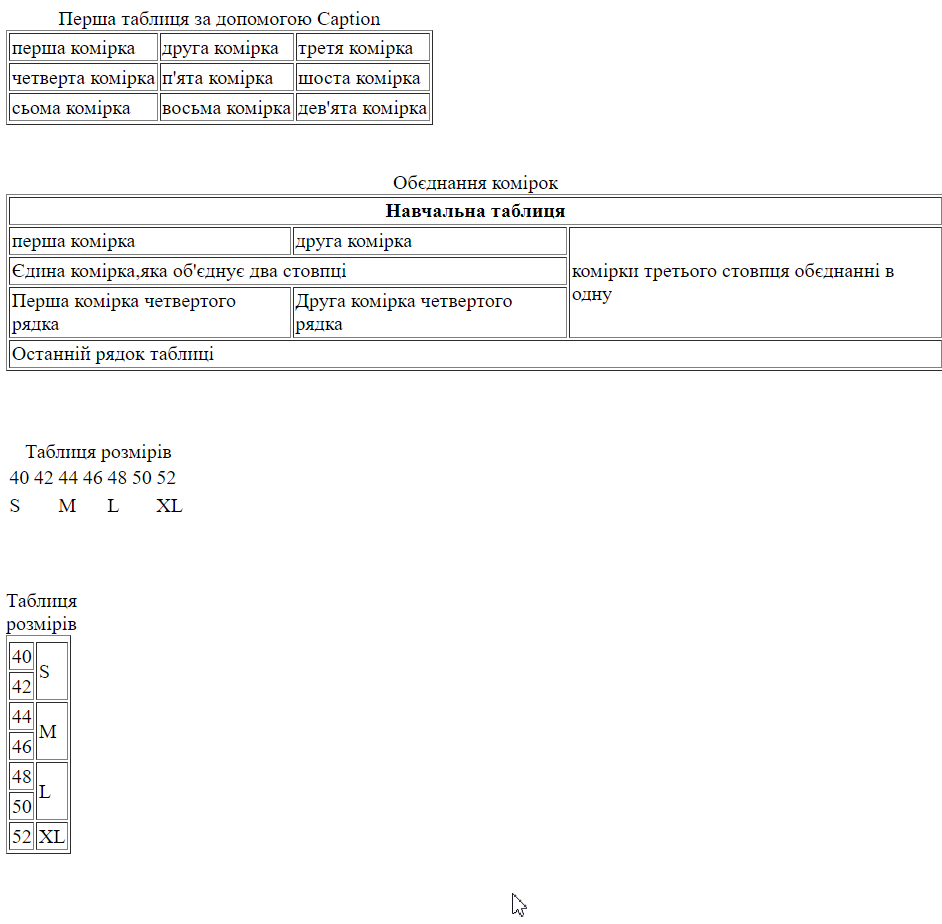 Перша таблиця за допомогою Caption
перша комірка друга комірка третя комірка
четверта комірка п'ята комірка шоста комірка
сьома комірка восьма комірка дев'ята комірка
Обєднання комірок
Навчальна таблиця
перша комірка друга комірка
Єдина комірка,яка об'єднує два стовпці
комірки третього стовпця обєднанні в
одну
Перша комірка четвертого
рядка
Друга комірка четвертого
рядка
Останній рядок таблиці
Таблиця розмірів
40 42 44 46 48 50 52
S M L XL
Таблиця
розмірів
40
S
42
44
M
46
48
L
50
52 XL